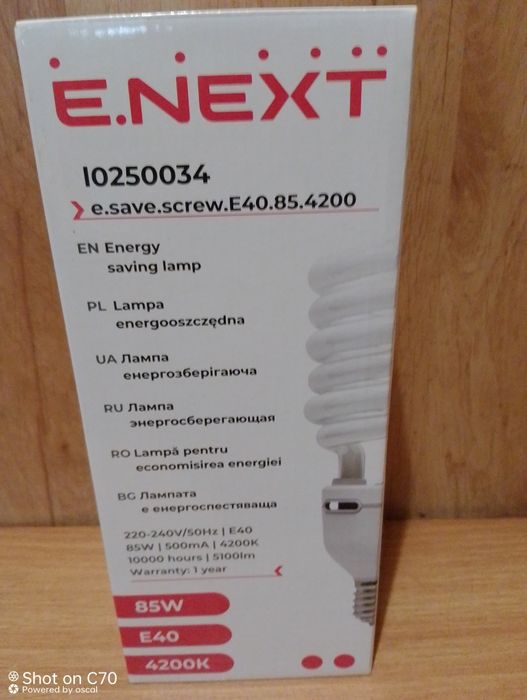 E.NEXT
l0250034
e.save.screw.E40.85.4200
EN Energy
saving lamp
PL Lampa
energooszczędna
UA Лампа
енергозберігаюча
RU Лампа
энергосберегающая
RO Lampă pentru
economisirea energiei
BG Лампата
е енергоспестяваща
220-240V/50Hz | E40
85W | 500mA | 4200K
10000 hours | 5100lm
Warranty: 1 year
85W
E40
4200K
Shot on C70
Powered by oscal